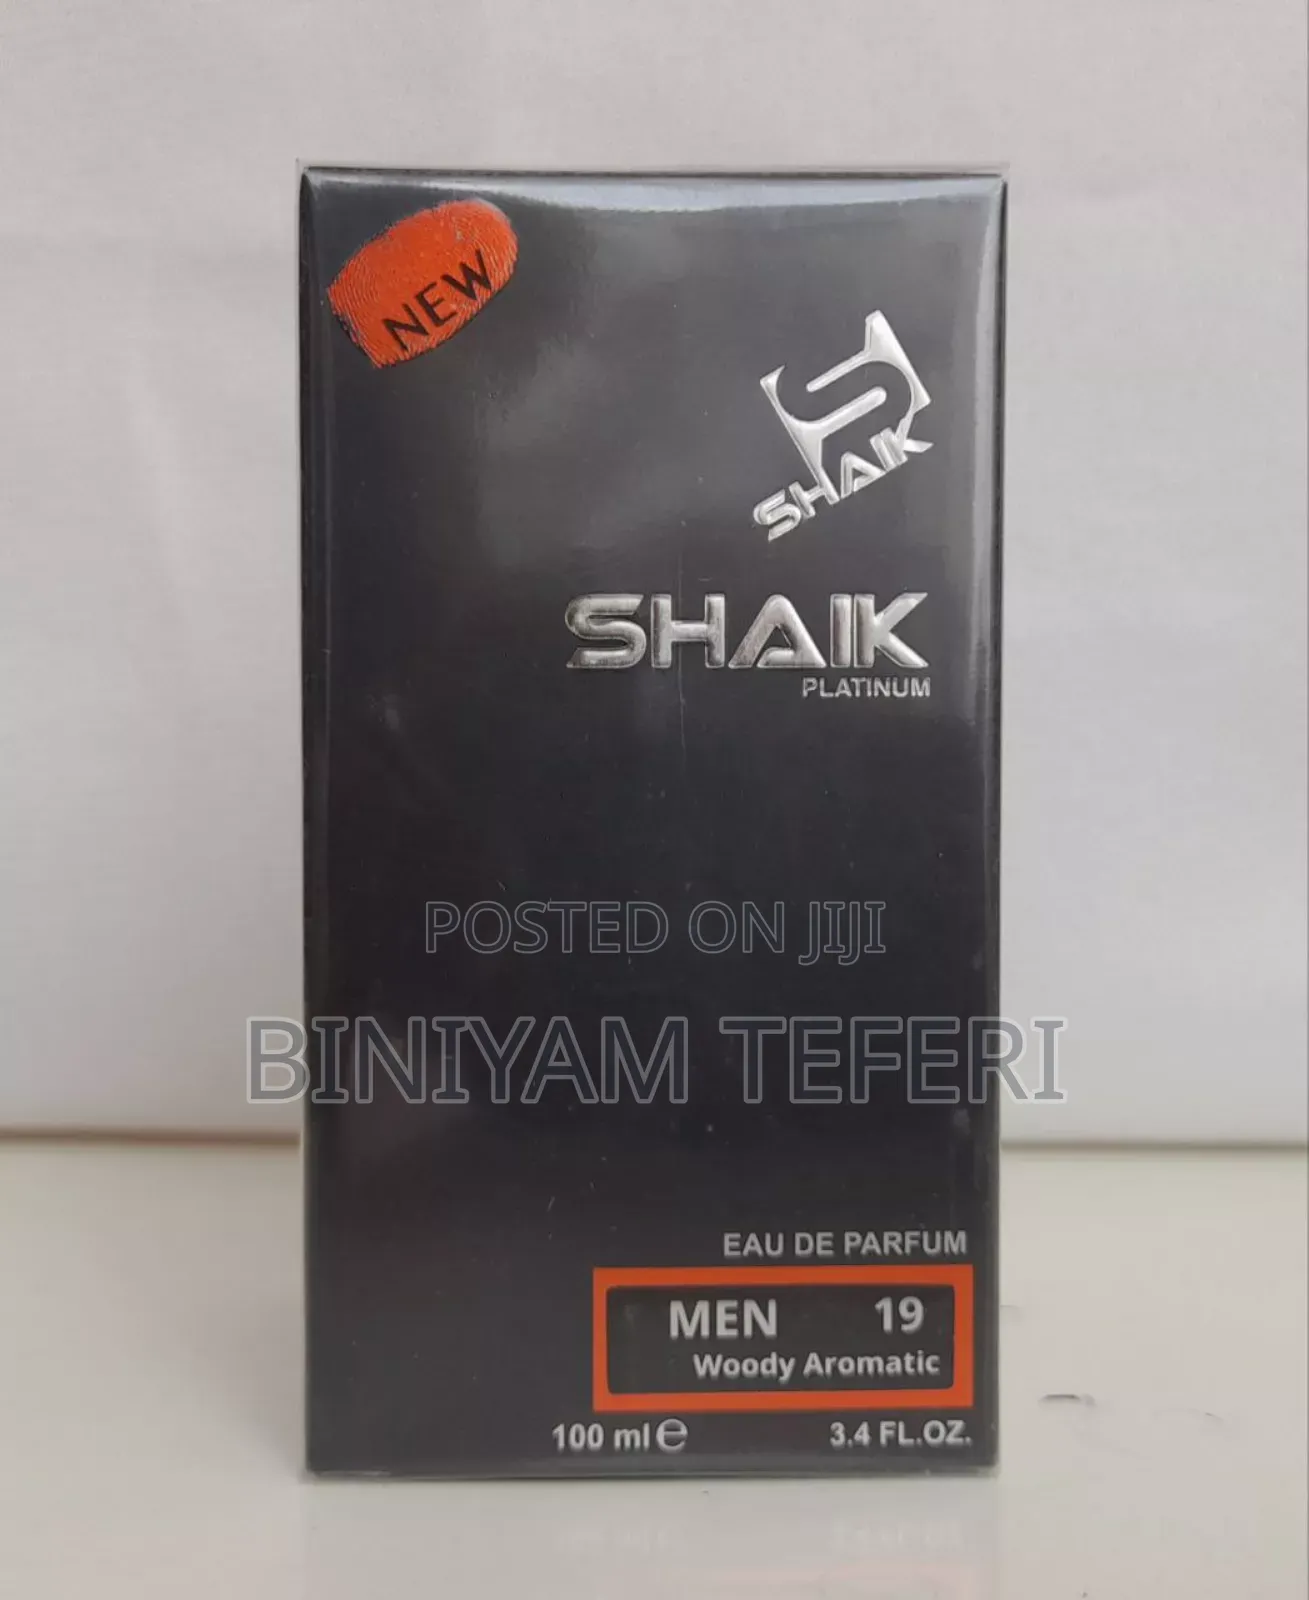 NEW
SHAIK
SHAIK
PLATINUM
POSTED ON JIJI
BINIYAM TEFERI
EAU DE PARFUM
MEN 19
Woody Aromatic
100 ml ℮ 3.4 FL.OZ.